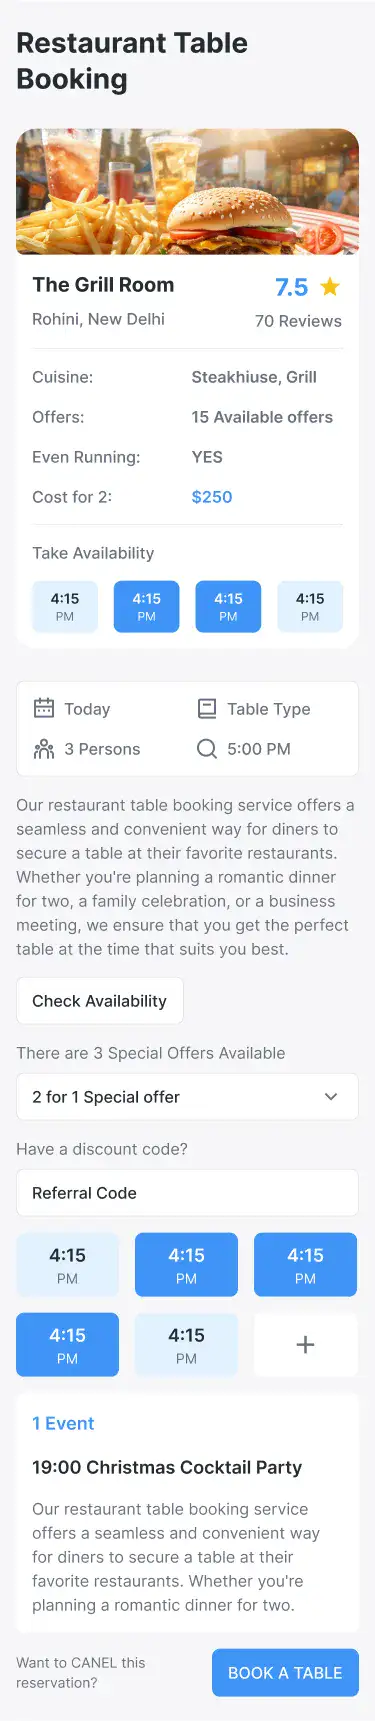 Restaurant Table
Booking
The Grill Room
7.5
Rohini, New Delhi
70 Reviews
Cuisine:
Steakhiuse, Grill
Offers:
15 Available offers
Even Running:
YES
Cost for 2:
$250
Take Availability
4:15
PM
4:15
PM
4:15
PM
4:15
PM
Today
Table Type
3 Persons
5:00 PM
Our restaurant table booking service offers a
seamless and convenient way for diners to
secure a table at their favorite restaurants.
Whether you're planning a romantic dinner
for two, a family celebration, or a business
meeting, we ensure that you get the perfect
table at the time that suits you best.
Check Availability
There are 3 Special Offers Available
2 for 1 Special offer
Have a discount code?
Referral Code
4:15
PM
4:15
PM
4:15
PM
4:15
PM
4:15
PM
1 Event
19:00 Christmas Cocktail Party
Our restaurant table booking service
offers a seamless and convenient way
for diners to secure a table at their
favorite restaurants. Whether you're
planning a romantic dinner for two.
Want to CANEL this
reservation?
BOOK A TABLE